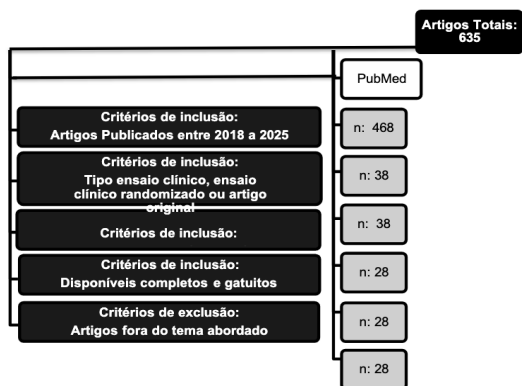 Artigos Totais:
635
PubMed
Critérios de inclusão:
Artigos Publicados entre 2018 a 2025
n: 468
Critérios de inclusão:
Tipo ensaio clínico, ensaio
clínico randomizado ou artigo
original
n: 38
Critérios de inclusão:
n: 38
Critérios de inclusão:
Disponíveis completos e gatuitos
n: 28
Critérios de exclusão:
Artigos fora do tema abordado
n: 28
n: 28